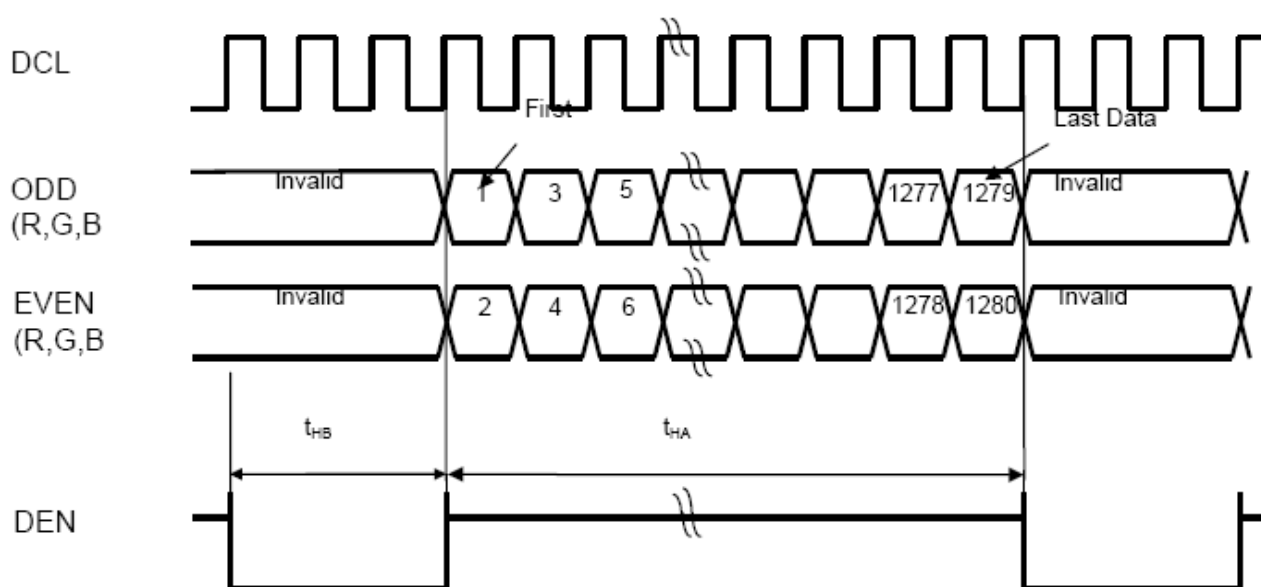 DCL
First
Last Data
ODD
(R,G,B
Invalid
1 3 5 1277 1279
Invalid
EVEN
(R,G,B
Invalid
2 4 6 1278 1280
Invalid
tHB
tHA
DEN